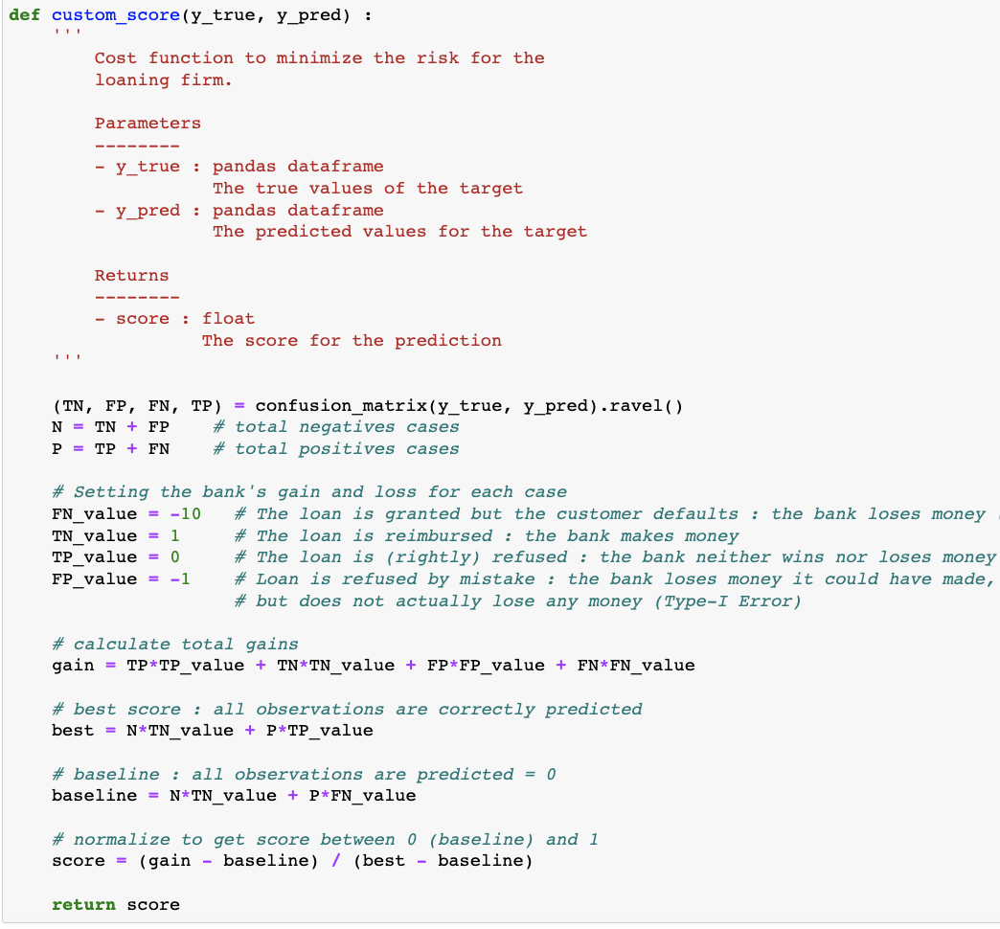 def custom_score(y_true, y_pred) :
'''
Cost function to minimize the risk for the
loaning firm.
Parameters
--------
- y_true : pandas dataframe
The true values of the target
- y_pred : pandas dataframe
The predicted values for the target
Returns
--------
- score : float
The score for the prediction
'''
(TN, FP, FN, TP) = confusion_matrix(y_true, y_pred).ravel()
N = TN + FP    # total negatives cases
P = TP + FN    # total positives cases
# Setting the bank's gain and loss for each case
FN_value = -10   # The loan is granted but the customer defaults : the bank loses money
TN_value = 1     # The loan is reimbursed : the bank makes money
TP_value = 0     # The loan is (rightly) refused : the bank neither wins nor loses money
FP_value = -1    # Loan is refused by mistake : the bank loses money it could have made,
# but does not actually lose any money (Type-I Error)
# calculate total gains
gain = TP*TP_value + TN*TN_value + FP*FP_value + FN*FN_value
# best score : all observations are correctly predicted
best = N*TN_value + P*TP_value
# baseline : all observations are predicted = 0
baseline = N*TN_value + P*FN_value
# normalize to get score between 0 (baseline) and 1
score = (gain - baseline) / (best - baseline)
return score